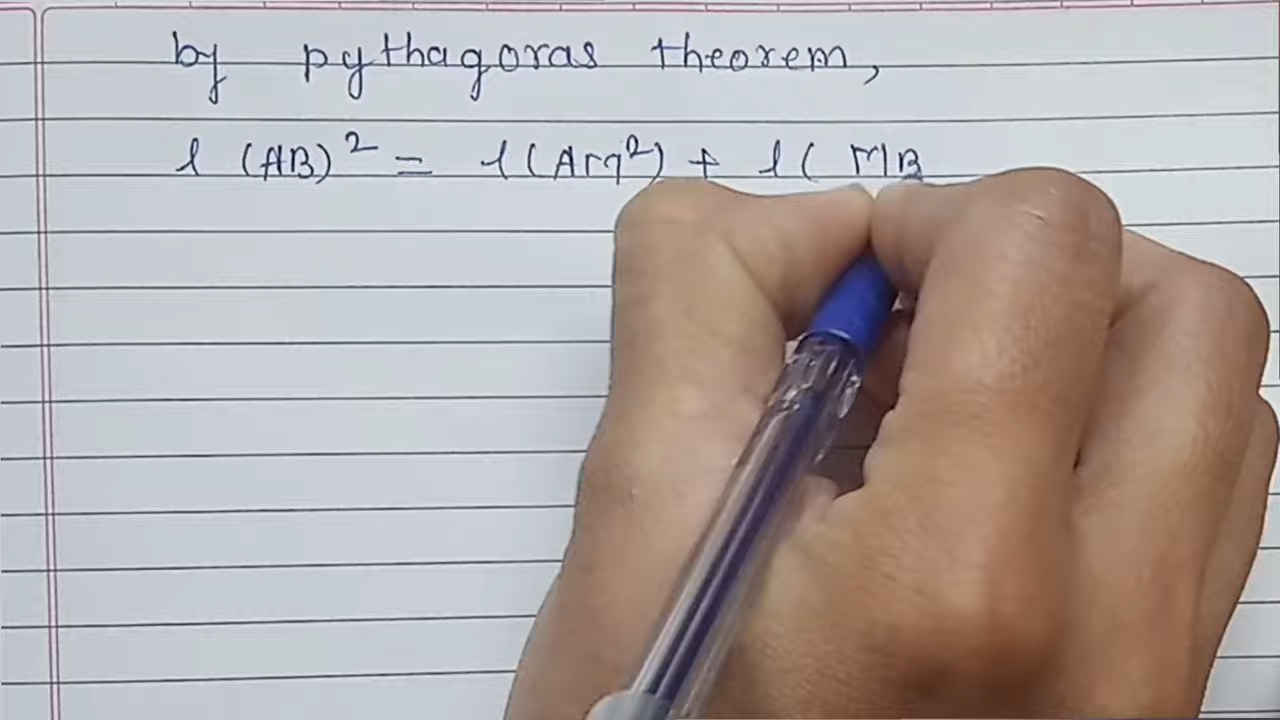 by pythagoras theorem,
l (AB)² = l (AM²) + l ( MB